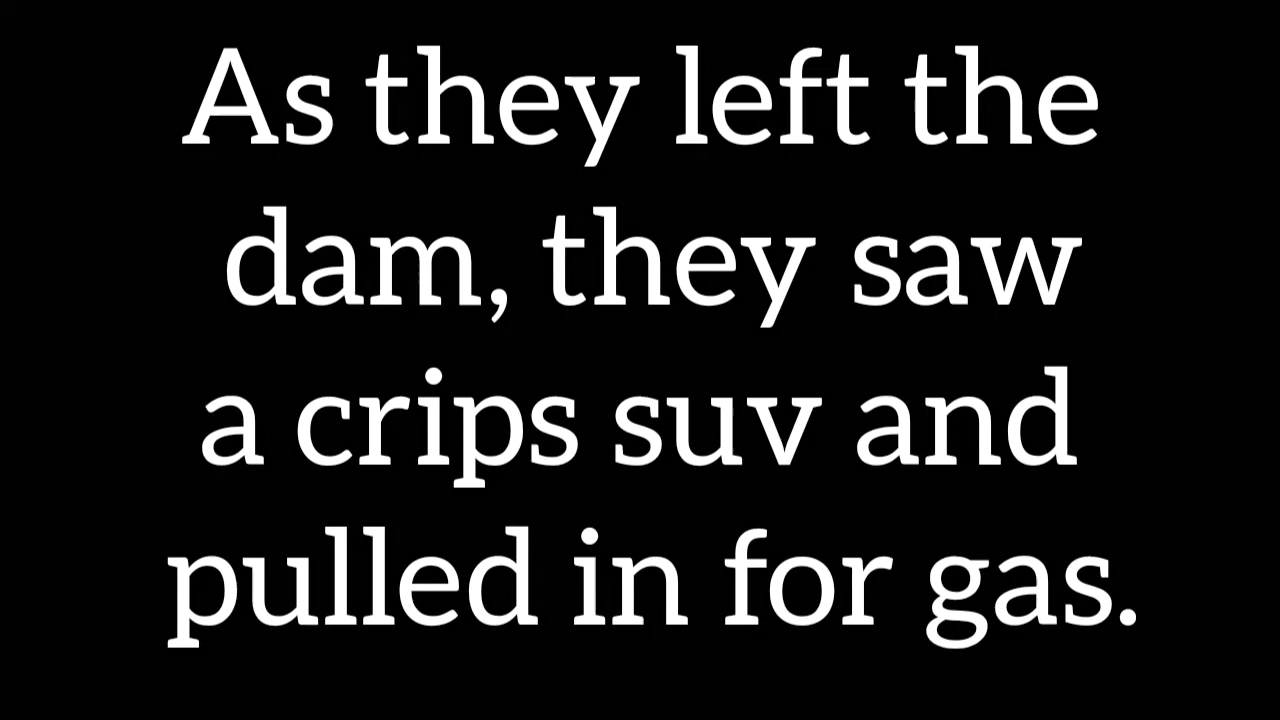 As they left the
dam, they saw
a crips suv and
pulled in for gas.